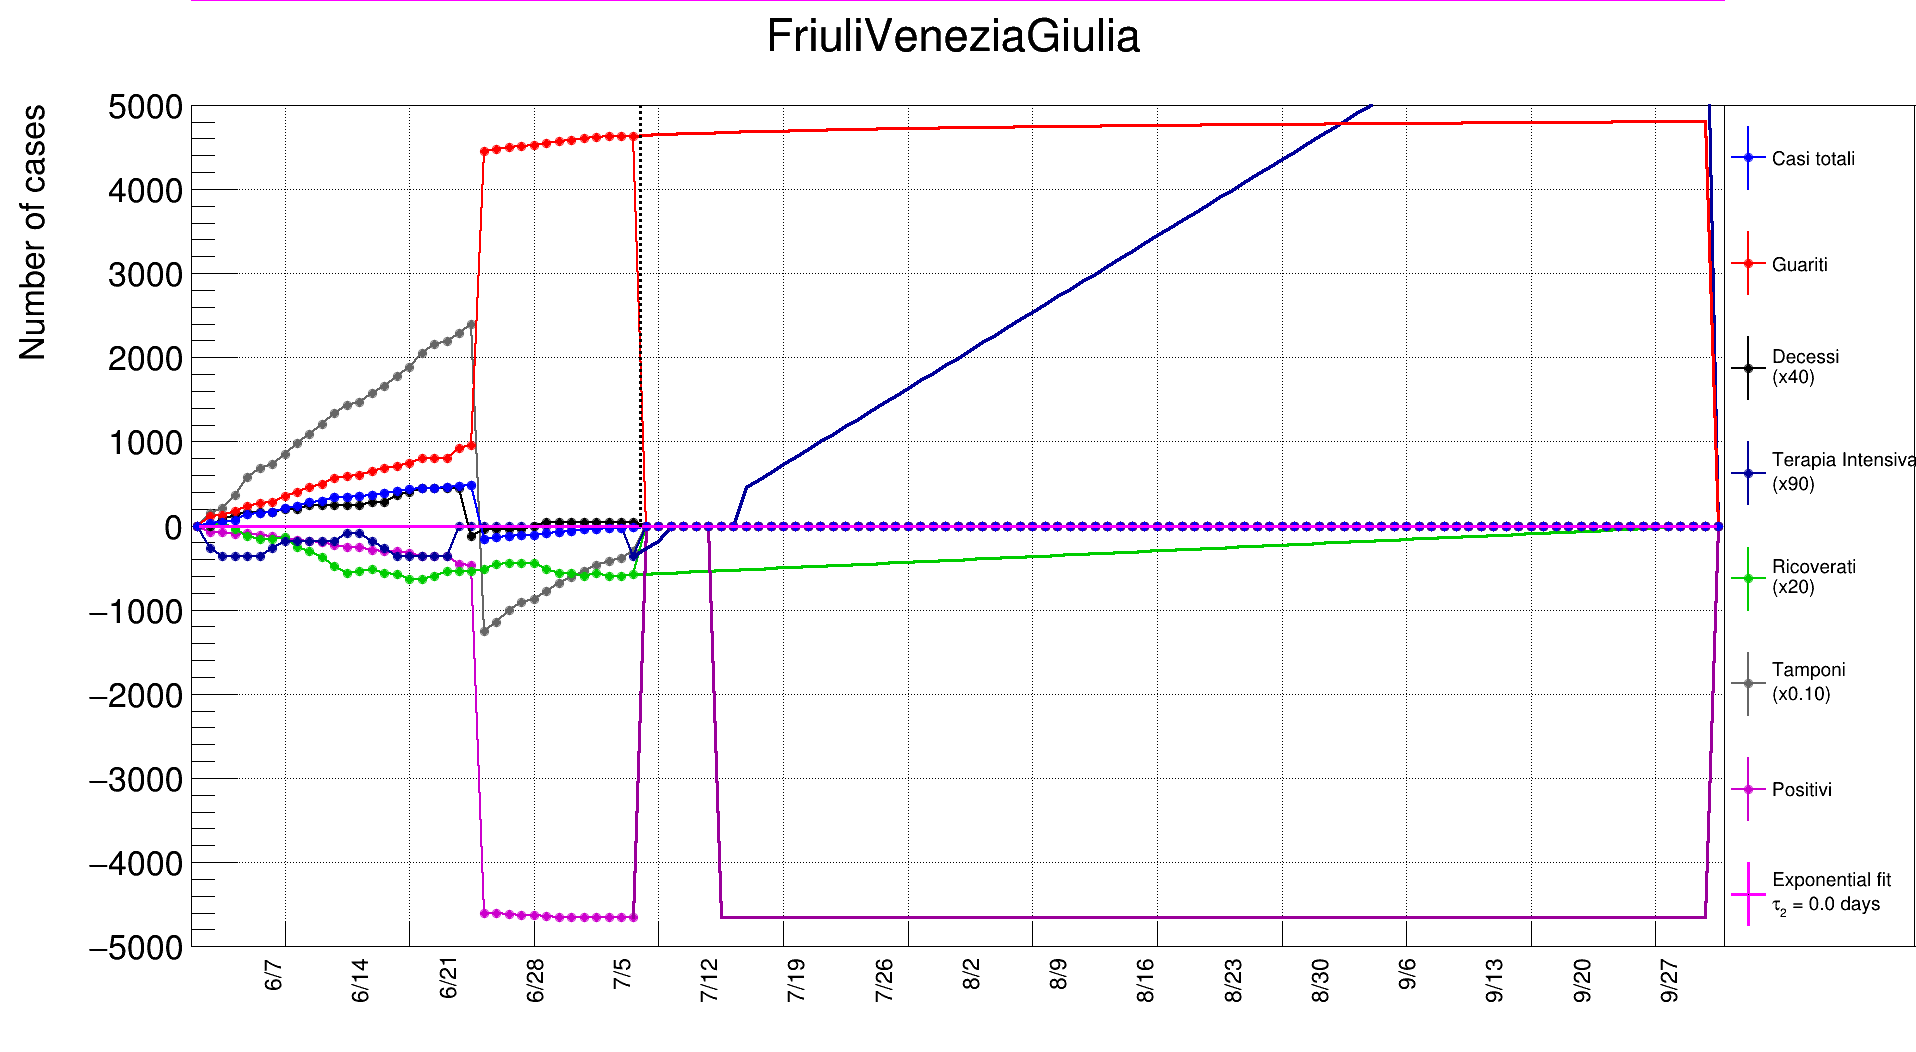 FriuliVeneziaGiulia
Number of cases
5000
4000
3000
2000
1000
0
−1000
−2000
−3000
−4000
−5000
6/7
6/14
6/21
6/28
7/5
7/12
7/19
7/26
8/2
8/9
8/16
8/23
8/30
9/6
9/13
9/20
9/27
Casi totali
Guariti
Decessi
(x40)
Terapia Intensiva
(x90)
Ricoverati
(x20)
Tamponi
(x0.10)
Positivi
Exponential fit
τ2 = 0.0 days